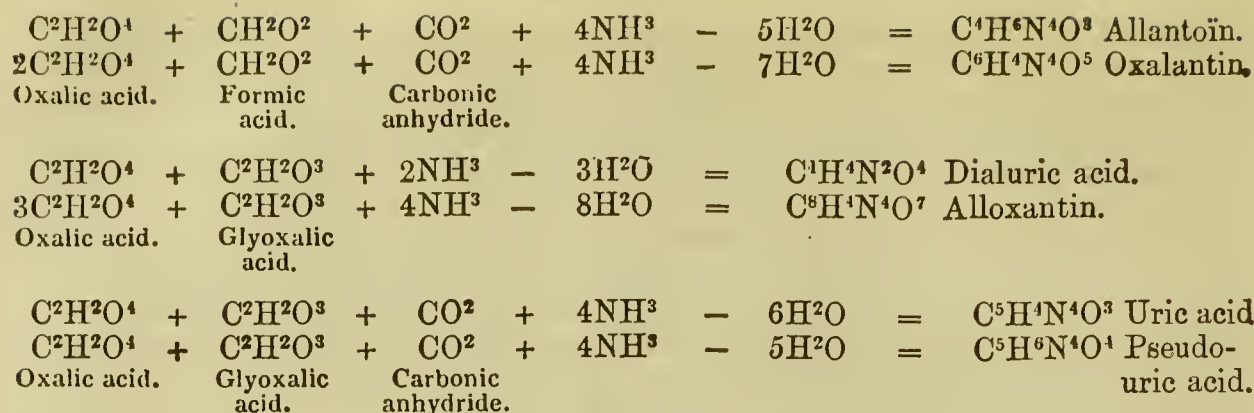 C²H²O⁴ + CH²O² + CO² + 4NH³ − 5H²O = C⁴H⁶N⁴O³ Allantoïn.
2C²H²O⁴ + CH²O² + CO² + 4NH³ − 7H²O = C⁶H⁴N⁴O⁵ Oxalantin.
Oxalic acid. Formic Carbonic
acid. anhydride.
C²H²O⁴ + C²H²O³ + 2NH³ − 3H²O = C⁴H⁴N²O⁴ Dialuric acid.
3C²H²O⁴ + C²H²O³ + 4NH³ − 8H²O = C⁸H⁴N⁴O⁷ Alloxantin.
Oxalic acid. Glyoxalic
acid.
C²H²O⁴ + C²H²O³ + CO² + 4NH³ − 6H²O = C⁵H⁴N⁴O³ Uric acid
C²H²O⁴ + C²H²O³ + CO² + 4NH³ − 5H²O = C⁵H⁶N⁴O⁴ Pseudo-
Oxalic acid. Glyoxalic Carbonic uric acid.
acid. anhydride.